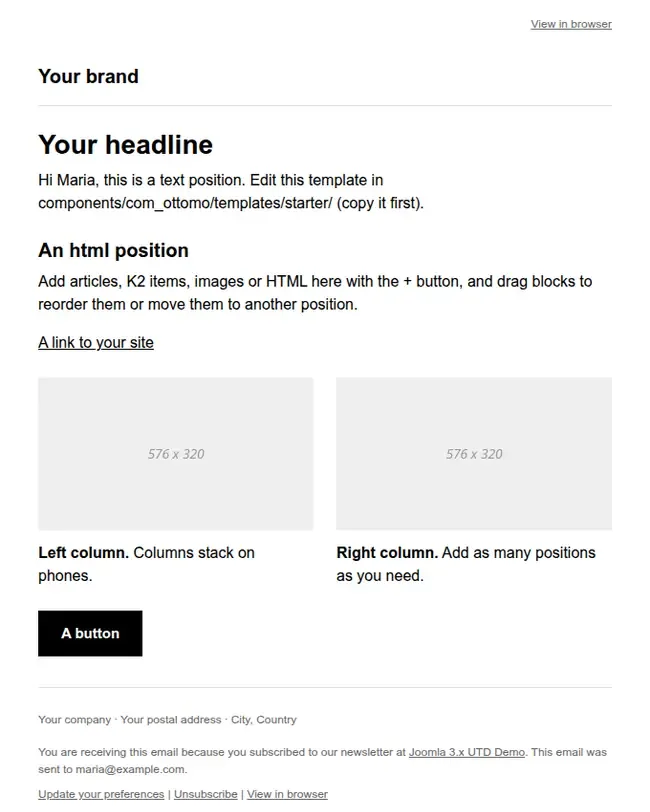 View in browser
Your brand
Your headline
Hi Maria, this is a text position. Edit this template in
components/com_ottomo/templates/starter/ (copy it first).
An html position
Add articles, K2 items, images or HTML here with the + button, and drag blocks to
reorder them or move them to another position.
A link to your site
576 x 320
576 x 320
Left column. Columns stack on
phones.
Right column. Add as many positions
as you need.
A button
Your company · Your postal address · City, Country
You are receiving this email because you subscribed to our newsletter at Joomla 3.x UTD Demo. This email was
sent to maria@example.com.
Update your preferences | Unsubscribe | View in browser